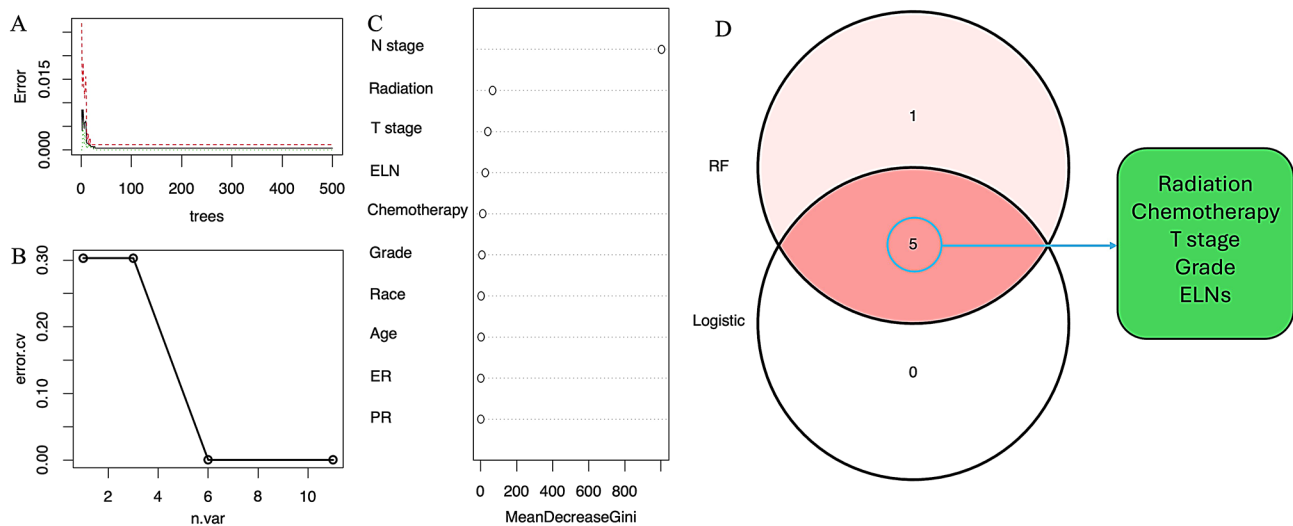 A
Error
0.015
0.000
0
100
200
300
400
500
trees
B
error.cv
0.30
0.20
0.10
0.00
2
4
6
8
10
n.var
C
N stage
Radiation
T stage
ELN
Chemotherapy
Grade
Race
Age
ER
PR
0
200
400
600
800
MeanDecreaseGini
D
RF
1
5
Logistic
0
Radiation
Chemotherapy
T stage
Grade
ELNs